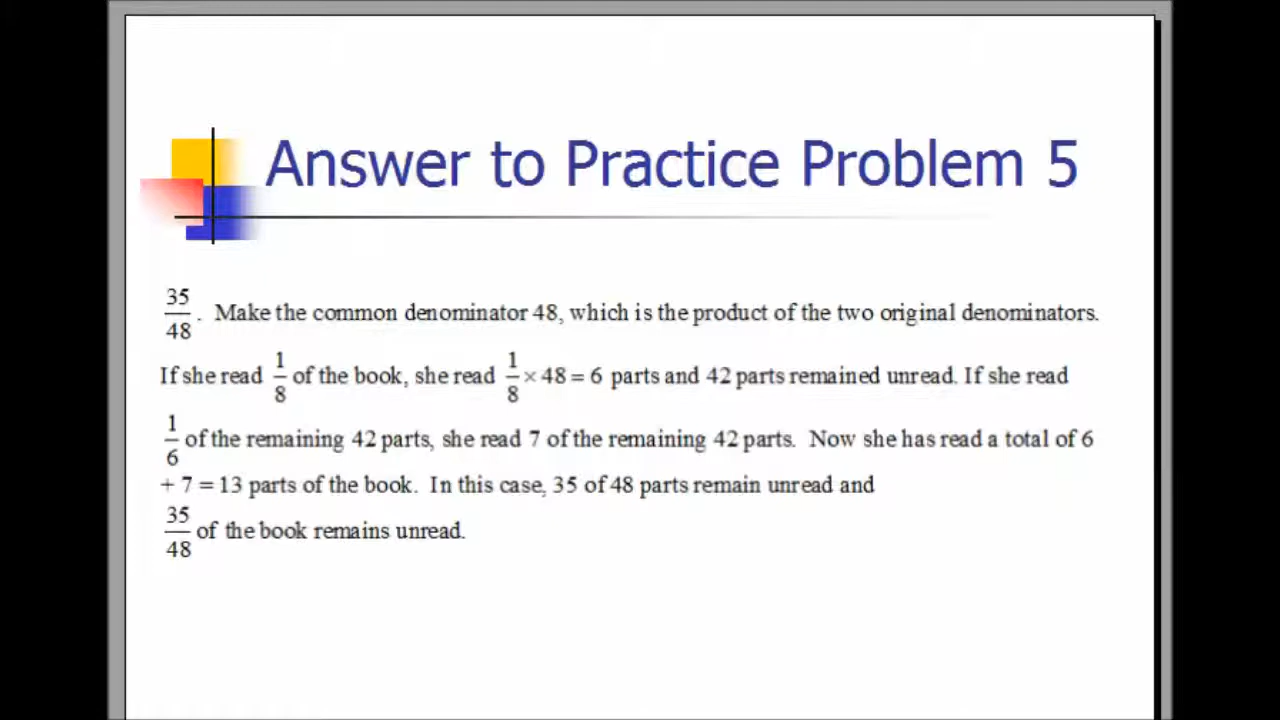 Answer to Practice Problem 5
35/48. Make the common denominator 48, which is the product of the two original denominators.
If she read 1/8 of the book, she read 1/8 × 48 = 6 parts and 42 parts remained unread. If she read
1/6 of the remaining 42 parts, she read 7 of the remaining 42 parts. Now she has read a total of 6
+ 7 = 13 parts of the book. In this case, 35 of 48 parts remain unread and
35/48 of the book remains unread.